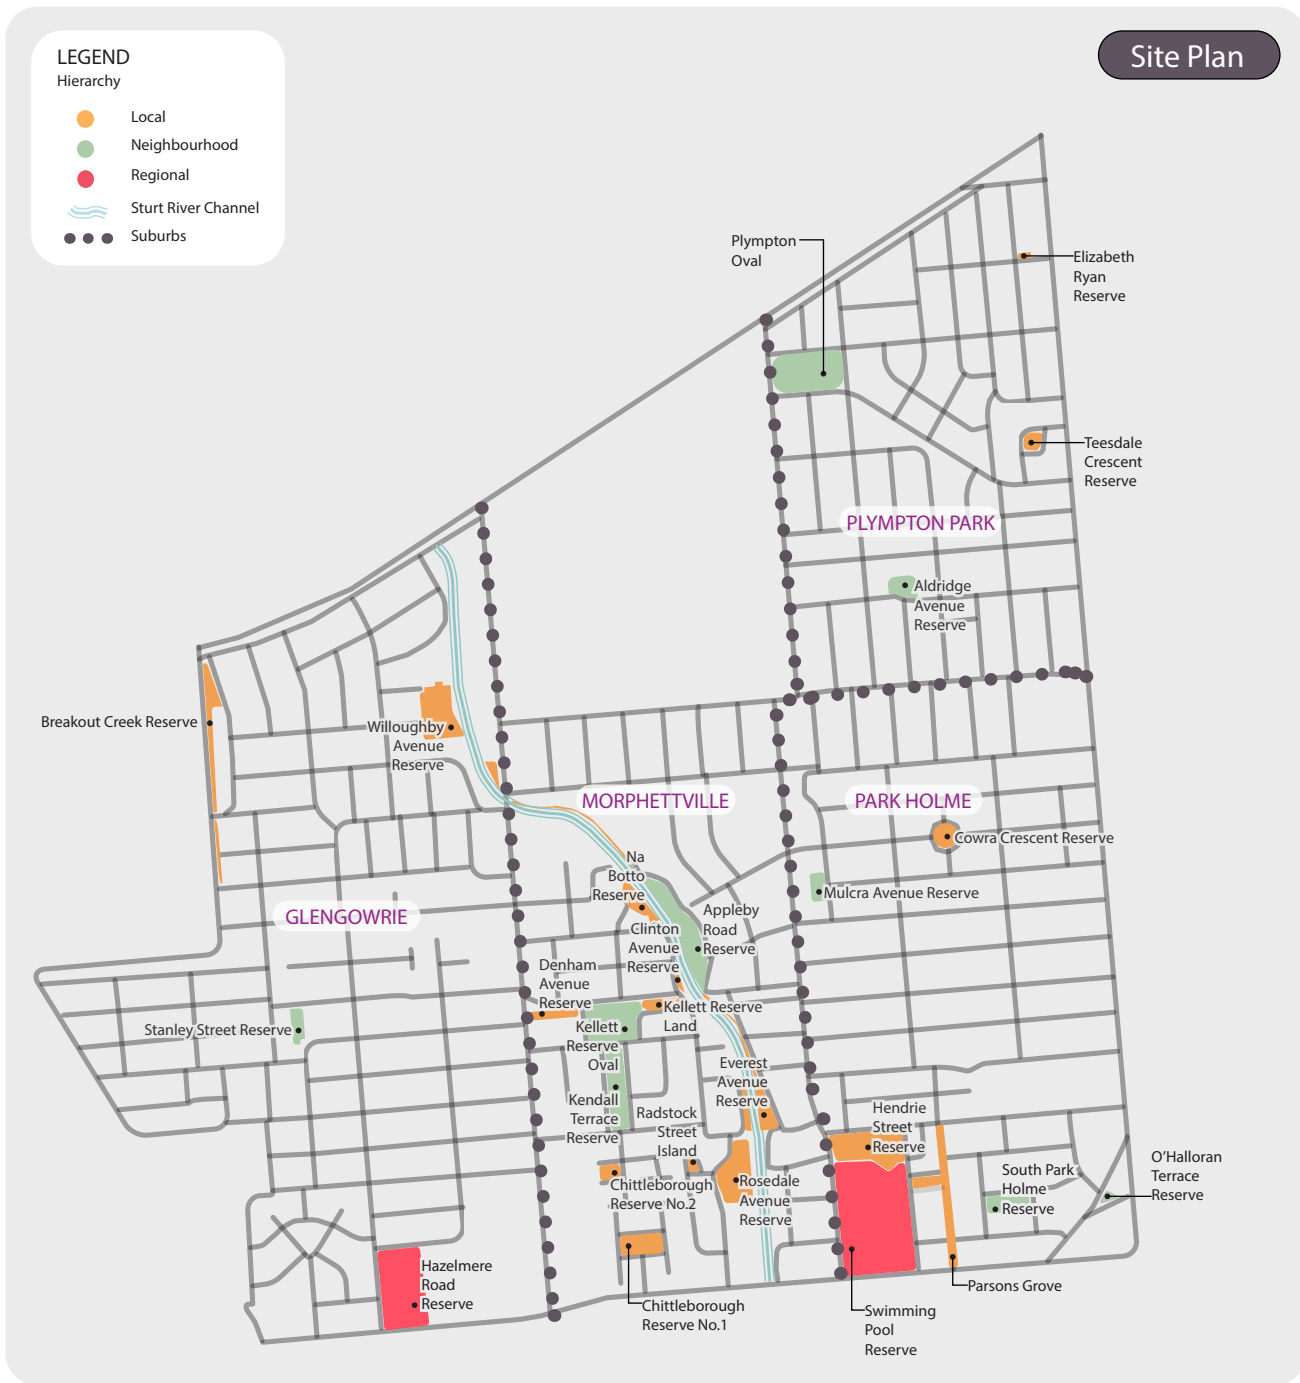 LEGEND
Hierarchy
Local
Neighbourhood
Regional
Sturt River Channel
Suburbs
Site Plan
Plympton
Oval
Elizabeth
Ryan
Reserve
Teesdale
Crescent
Reserve
PLYMPTON PARK
Aldridge
Avenue
Reserve
Breakout Creek Reserve
Willoughby
Avenue
Reserve
MORPHETTVILLE
PARK HOLME
Cowra Crescent Reserve
Na
Botto
Reserve
Mulcra Avenue Reserve
GLENGOWRIE
Appleby
Road
Reserve
Clinton
Avenue
Reserve
Denham
Avenue
Reserve
Kellett Reserve
Land
Stanley Street Reserve
Kellett
Reserve
Oval
Everest
Avenue
Reserve
Kendall
Terrace
Reserve
Radstock
Street
Island
Hendrie
Street
Reserve
O'Halloran
Terrace
Reserve
South Park
Holme
Reserve
Chittleborough
Reserve No.2
Rosedale
Avenue
Reserve
Hazelmere
Road
Reserve
Parsons Grove
Chittleborough
Reserve No.1
Swimming
Pool
Reserve